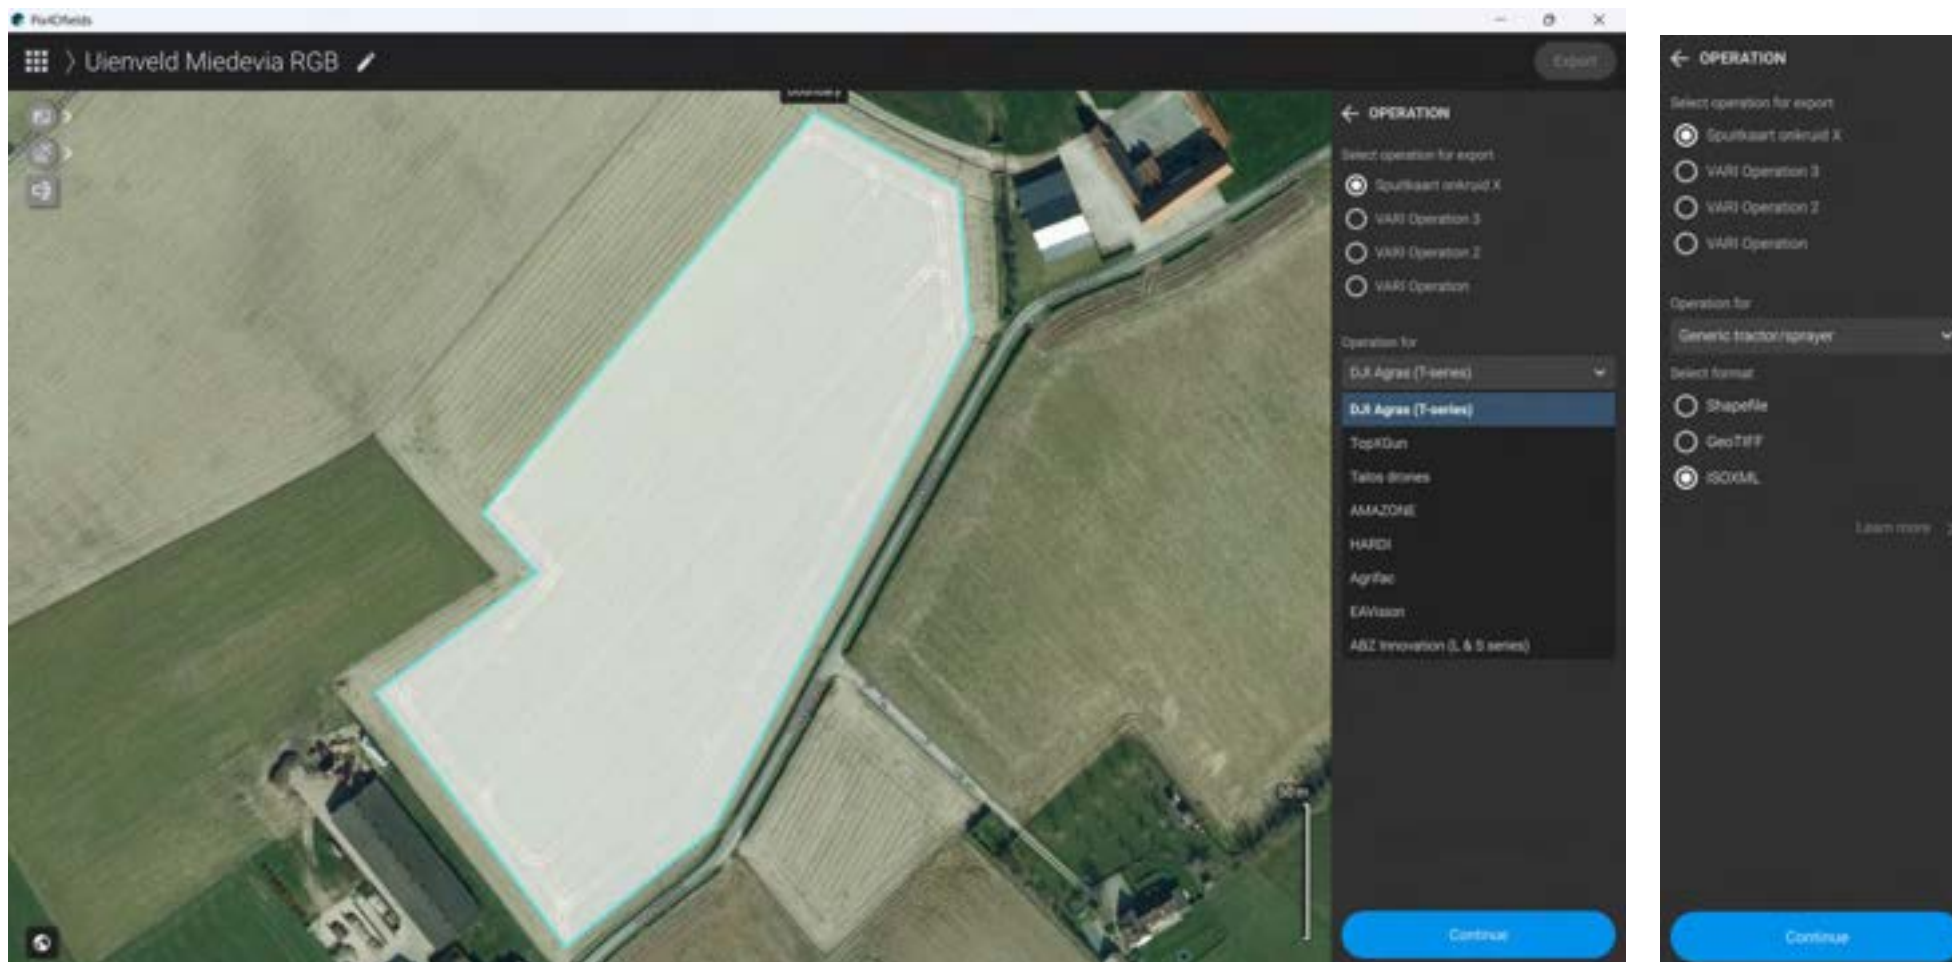 Pix4Dfields
Uienveld Miedevia RGB
Export
Boundary
OPERATION
Select operation for export
Spuitkaart onkruid X
VARI Operation 3
VARI Operation 2
VARI Operation
Operation for
DJI Agras (T-series)
DJI Agras (T-series)
TopXGun
Talos drones
AMAZONE
HARDI
Agrifac
EAVision
ABZ Innovation (L & S series)
50 m
Continue
OPERATION
Select operation for export
Spuitkaart onkruid X
VARI Operation 3
VARI Operation 2
VARI Operation
Operation for
Generic tractor/sprayer
Select format
Shapefile
GeoTIFF
ISOXML
Learn more
Continue